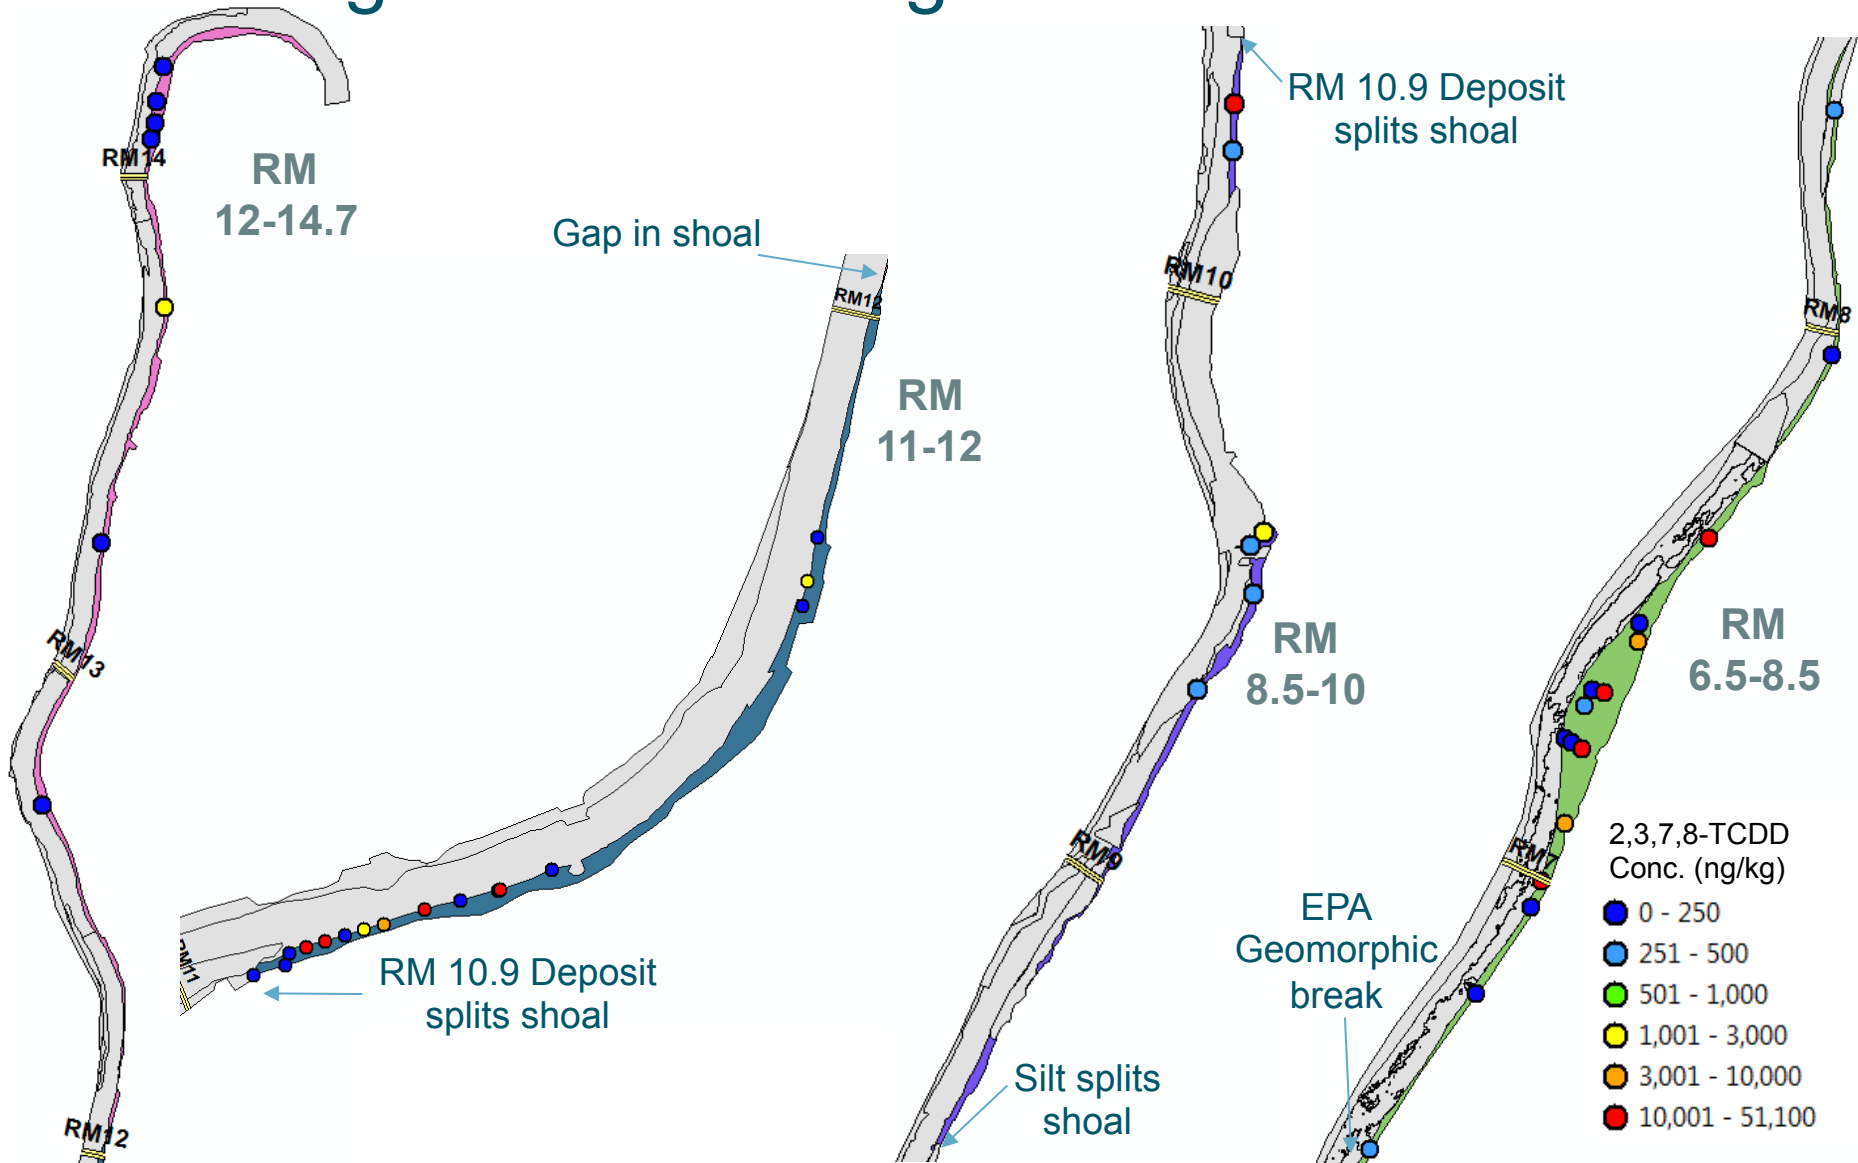 RM14
RM
12-14.7
RM13
RM12
Gap in shoal
RM12
RM
11-12
RM11
RM 10.9 Deposit
splits shoal
RM 10.9 Deposit
splits shoal
RM10
RM
8.5-10
RM9
Silt splits
shoal
RM8
RM
6.5-8.5
RM7
EPA
Geomorphic
break
2,3,7,8-TCDD
Conc. (ng/kg)
0 - 250
251 - 500
501 - 1,000
1,001 - 3,000
3,001 - 10,000
10,001 - 51,100